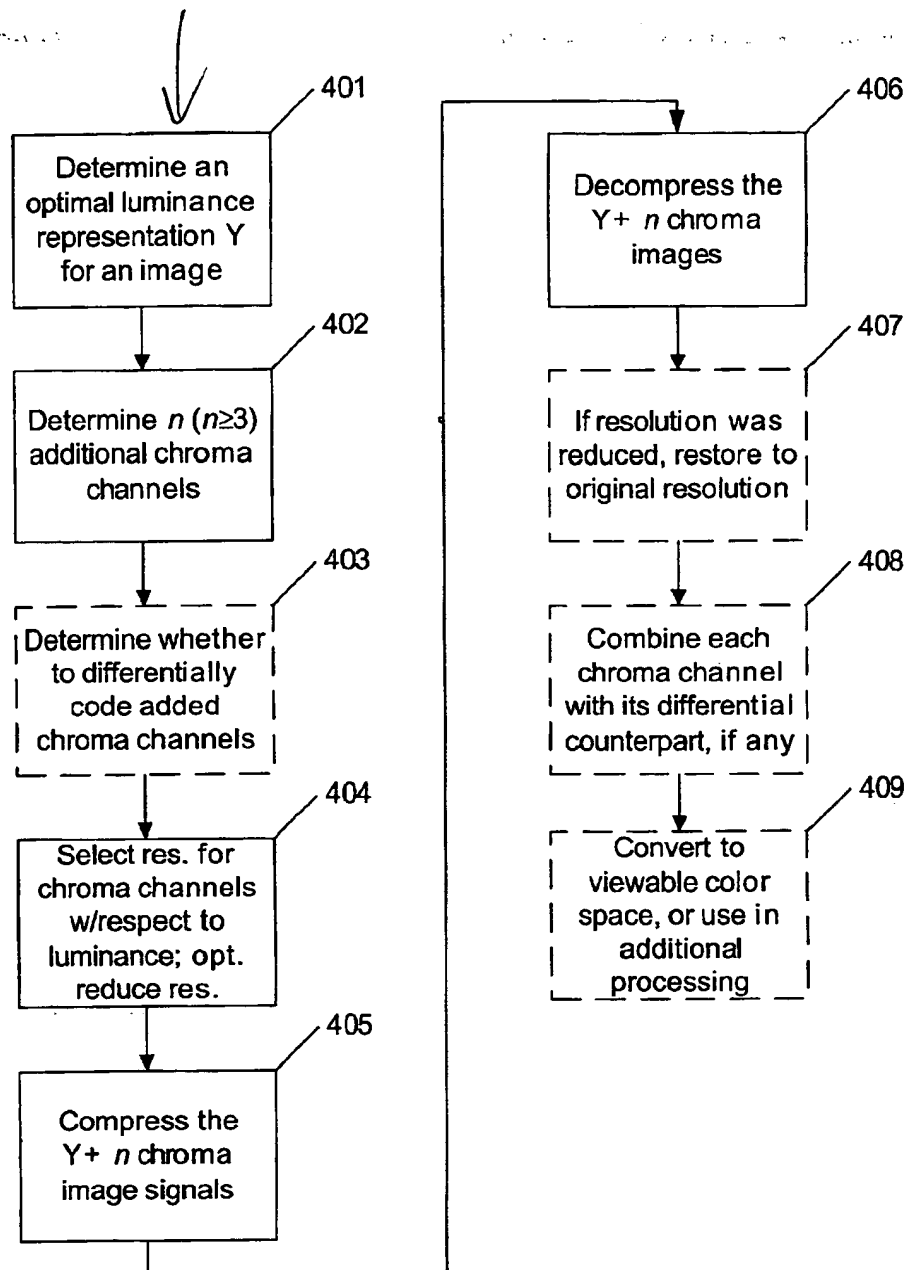 401
Determine an
optimal luminance
representation Y
for an image
402
Determine n (n≥3)
additional chroma
channels
403
Determine whether
to differentially
code added
chroma channels
404
Select res. for
chroma channels
w/respect to
luminance; opt.
reduce res.
405
Compress the
Y+ n chroma
image signals
406
Decompress the
Y+ n chroma
images
407
If resolution was
reduced, restore to
original resolution
408
Combine each
chroma channel
with its differential
counterpart, if any
409
Convert to
viewable color
space, or use in
additional
processing